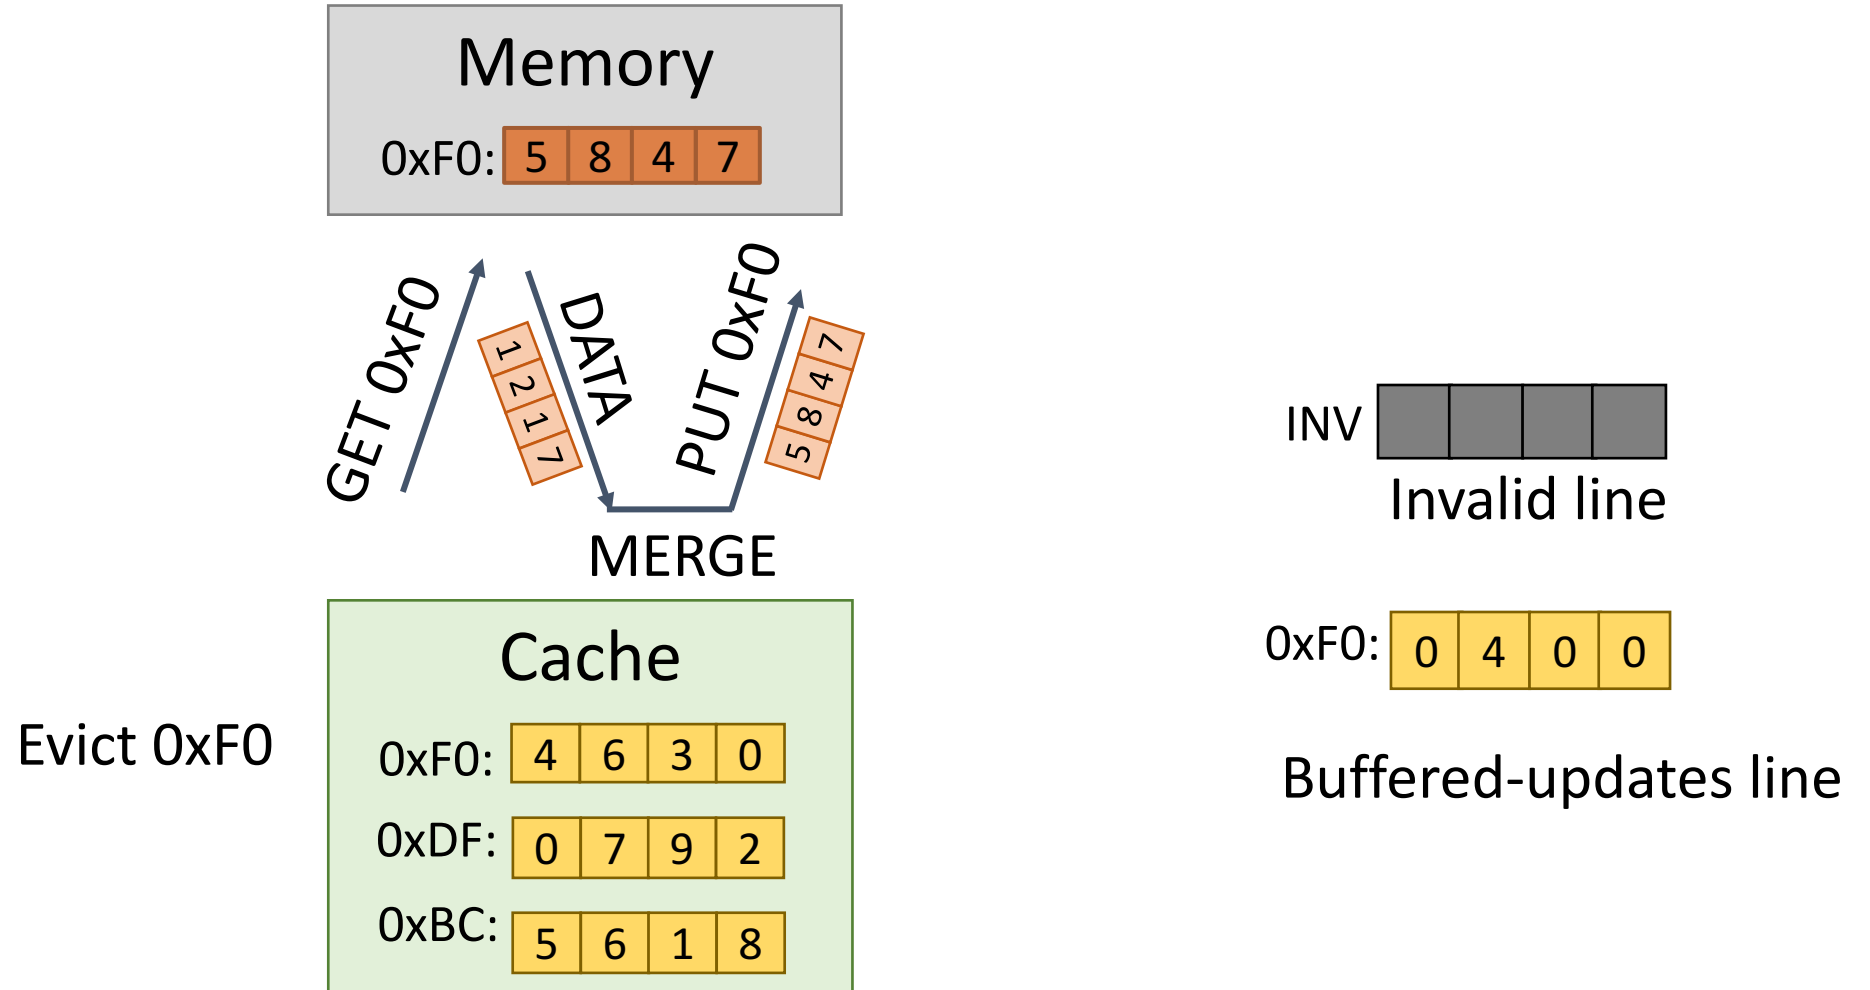 Memory
0xF0: 5 8 4 7
GET 0xF0
1 2 1 7
DATA
PUT 0xF0
5 8 4 7
MERGE
Cache
Evict 0xF0
0xF0: 4 6 3 0
0xDF: 0 7 9 2
0xBC: 5 6 1 8
INV
Invalid line
0xF0: 0 4 0 0
Buffered-updates line